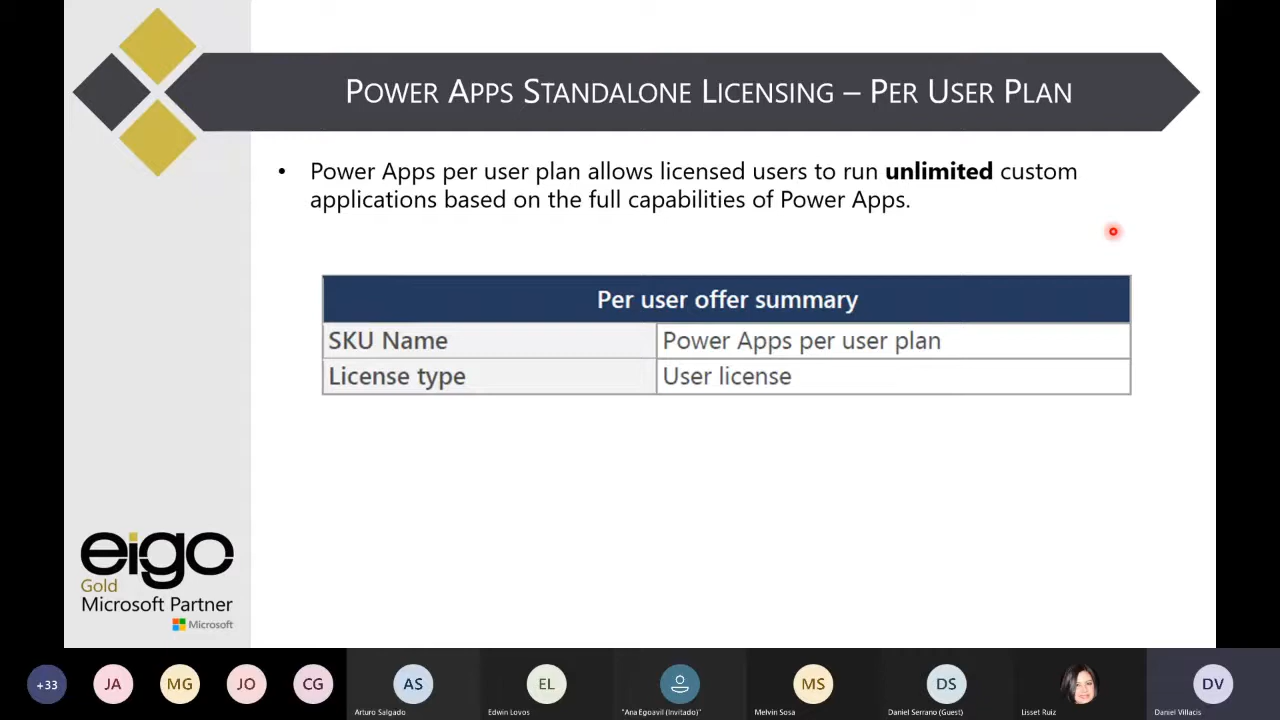 POWER APPS STANDALONE LICENSING – PER USER PLAN
• Power Apps per user plan allows licensed users to run unlimited custom
applications based on the full capabilities of Power Apps.
Per user offer summary
SKU Name Power Apps per user plan
License type User license
eigo
Gold
Microsoft Partner
Microsoft
+33 JA MG JO CG AS EL MS DS DV
Arturo Salgado Edwin Lovos "Ana Egoavil (Invitado)" Melvin Sosa Daniel Serrano (Guest) Lisset Ruiz Daniel Villacis